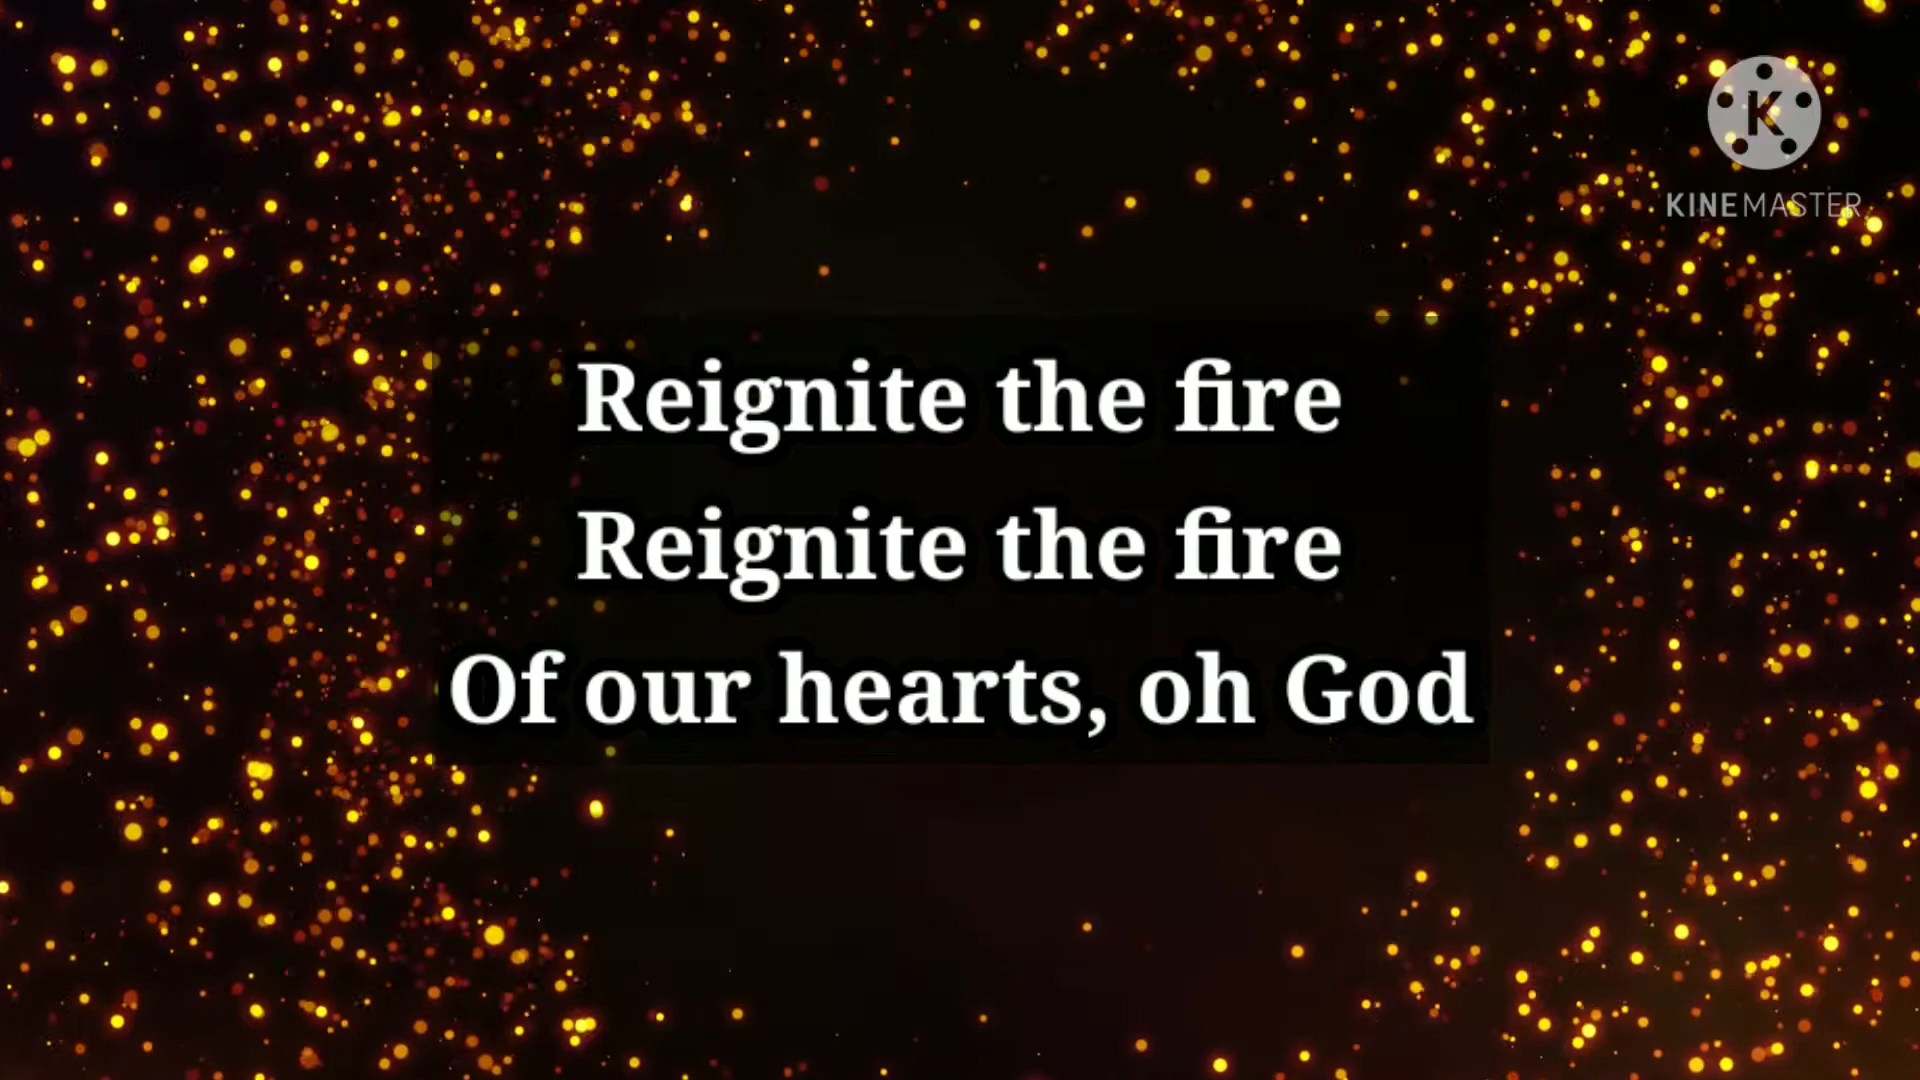 K
KINEMASTER
Reignite the fire
Reignite the fire
Of our hearts, oh God